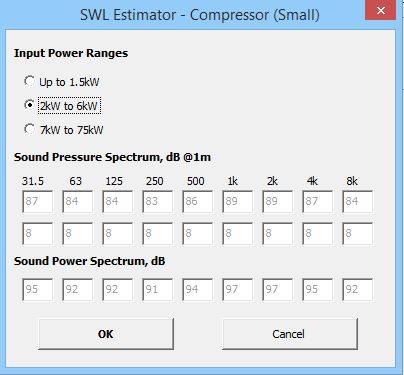 SWL Estimator - Compressor (Small)
Input Power Ranges
Up to 1.5kW
2kW to 6kW
7kW to 75kW
Sound Pressure Spectrum, dB @1m
31.5 63 125 250 500 1k 2k 4k 8k
87 84 84 83 86 89 89 87 84
8 8 8 8 8 8 8 8 8
Sound Power Spectrum, dB
95 92 92 91 94 97 97 95 92
OK Cancel